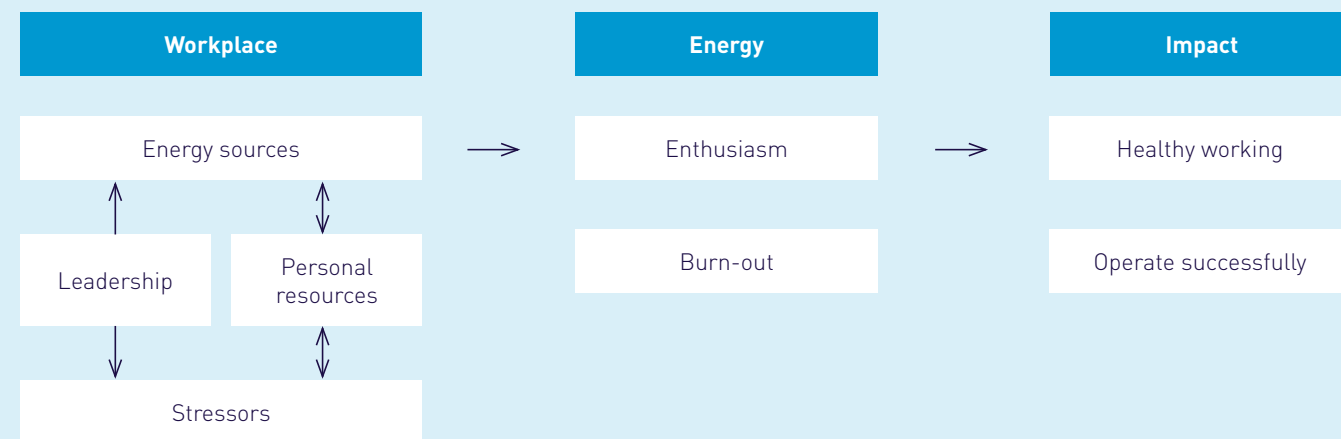 Workplace
Energy
Impact
Energy sources
Enthusiasm
Healthy working
Leadership
Personal
resources
Burn-out
Operate successfully
Stressors